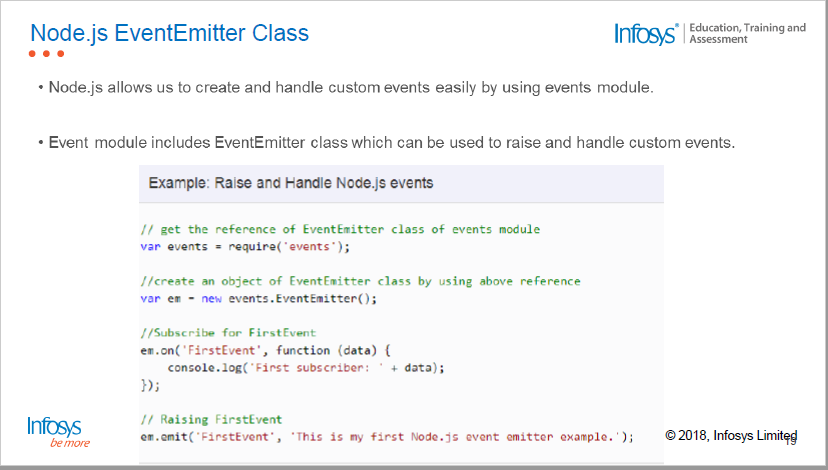 Node.js EventEmitter Class
Infosys® | Education, Training and
Assessment
• Node.js allows us to create and handle custom events easily by using events module.
• Event module includes EventEmitter class which can be used to raise and handle custom events.
Example: Raise and Handle Node.js events
// get the reference of EventEmitter class of events module
var events = require('events');
//create an object of EventEmitter class by using above reference
var em = new events.EventEmitter();
//Subscribe for FirstEvent
em.on('FirstEvent', function (data) {
console.log('First subscriber: ' + data);
});
// Raising FirstEvent
em.emit('FirstEvent', 'This is my first Node.js event emitter example.');
Infosys
be more
© 2018, Infosys Limited
19